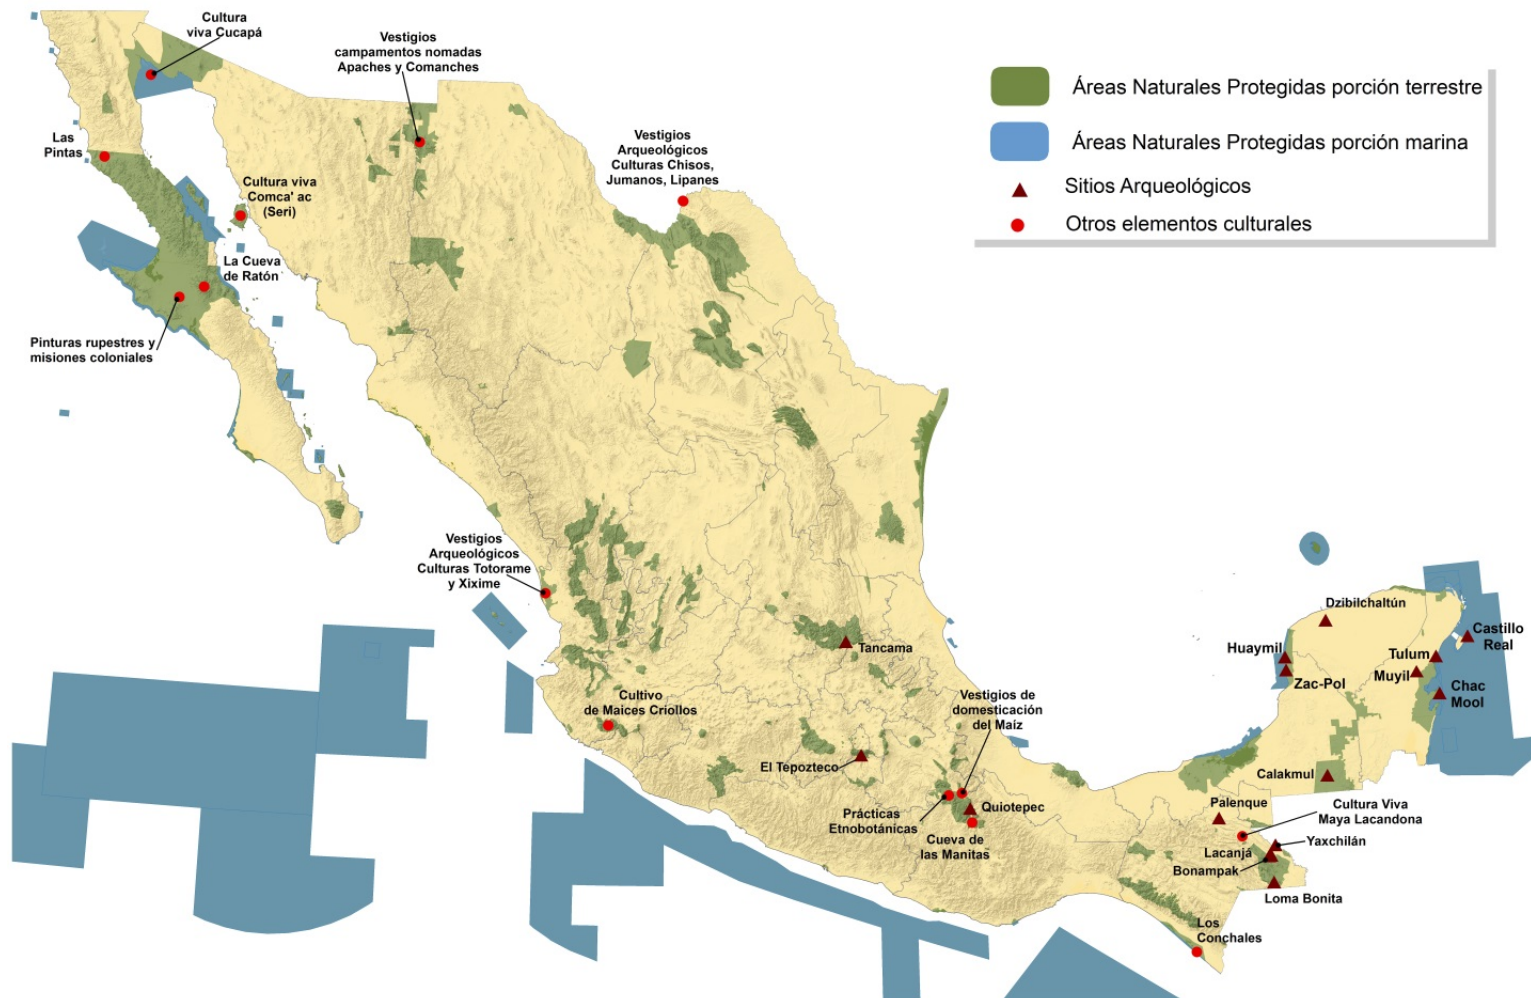 Cultura
viva Cucapá
Vestigios
campamentos nomadas
Apaches y Comanches
Áreas Naturales Protegidas porción terrestre
Áreas Naturales Protegidas porción marina
Sitios Arqueológicos
Otros elementos culturales
Las
Pintas
Vestigios
Arqueológicos
Culturas Chisos,
Jumanos, Lipanes
Cultura viva
Comca' ac
(Seri)
La Cueva
de Ratón
Pinturas rupestres y
misiones coloniales
Vestigios
Arqueológicos
Culturas Totorame
y Xixime
Dzibilchaltún
Castillo
Real
Huaymil
Tulum
Tancama
Zac-Pol
Muyil
Chac
Mool
Cultivo
de Maices Criollos
Vestigios de
domesticación
del Maíz
El Tepozteco
Calakmul
Prácticas
Etnobotánicas
Quiotepec
Cueva de
las Manitas
Palenque
Cultura Viva
Maya Lacandona
Yaxchilán
Lacanjá
Bonampak
Loma Bonita
Los
Conchales